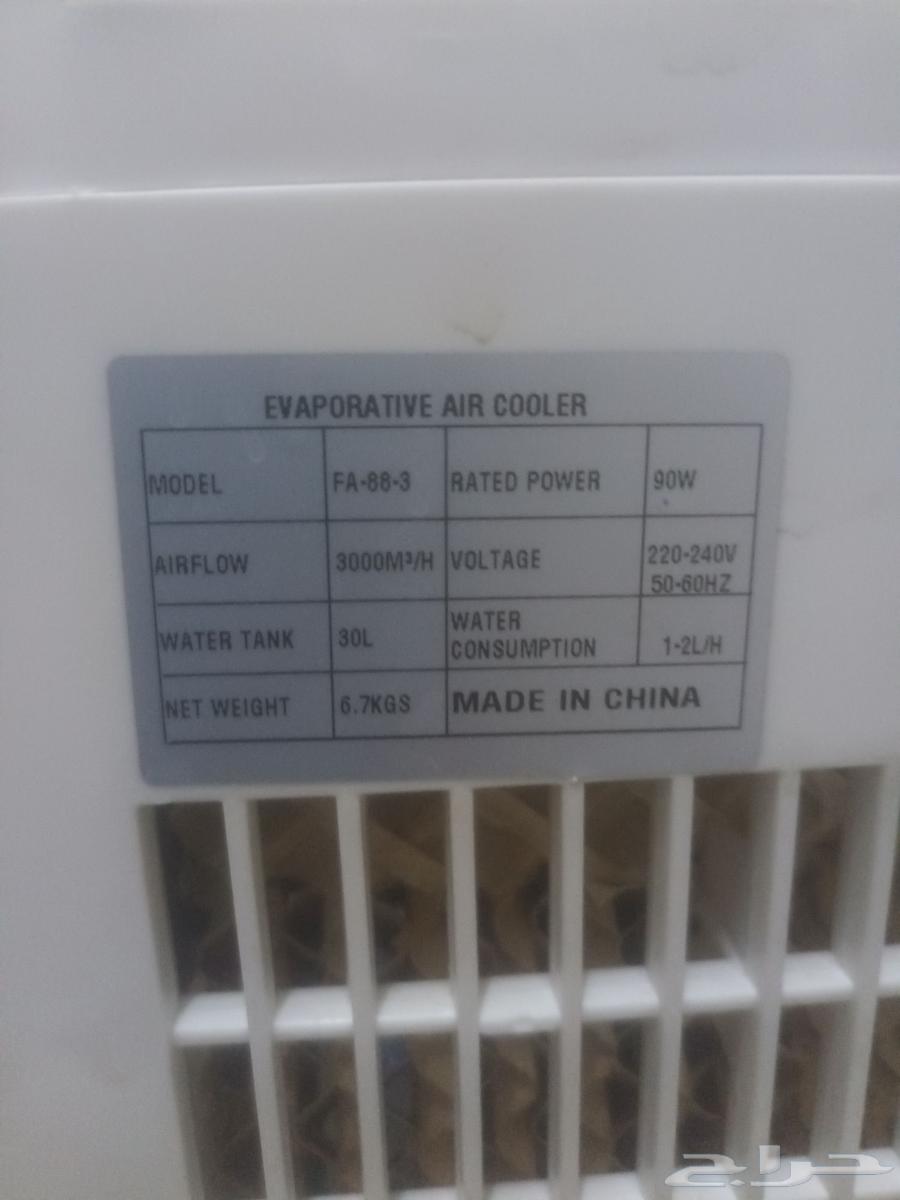 EVAPORATIVE AIR COOLER
MODEL FA-88-3 RATED POWER 90W
AIRFLOW 3000M³/H VOLTAGE 220-240V 50-60HZ
WATER TANK 30L WATER CONSUMPTION 1-2L/H
NET WEIGHT 6.7KGS MADE IN CHINA
حراج